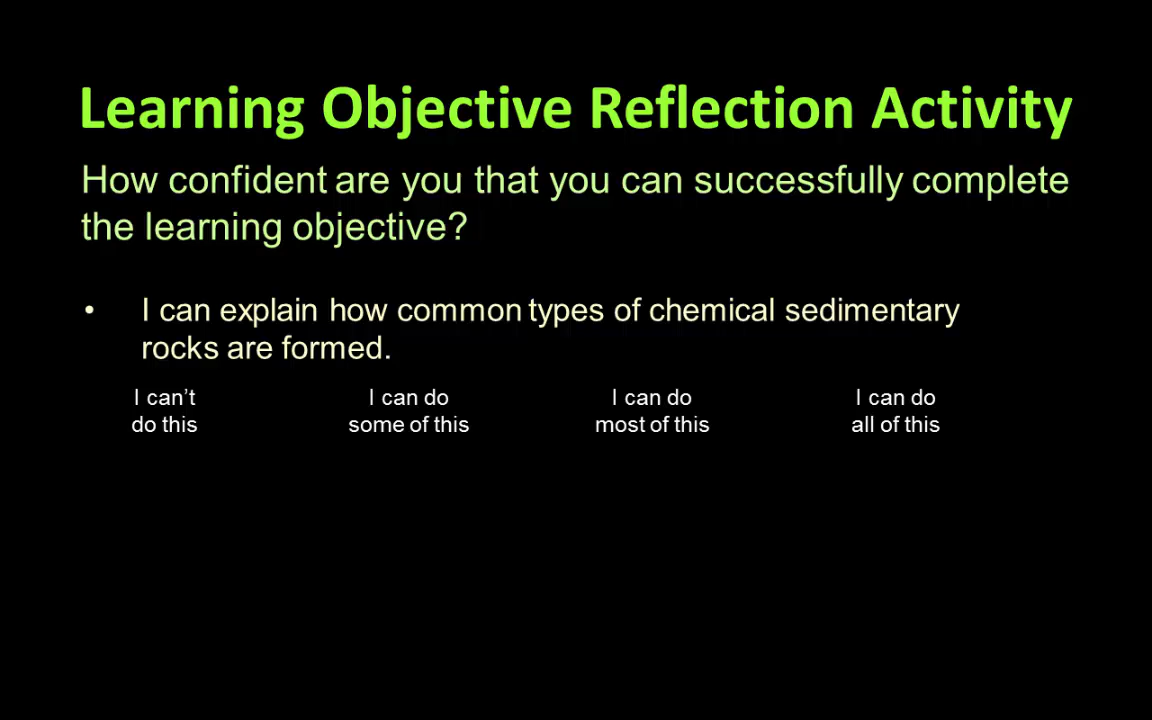 Learning Objective Reflection Activity
How confident are you that you can successfully complete
the learning objective?
• I can explain how common types of chemical sedimentary
rocks are formed.
I can’t I can do I can do I can do
do this some of this most of this all of this